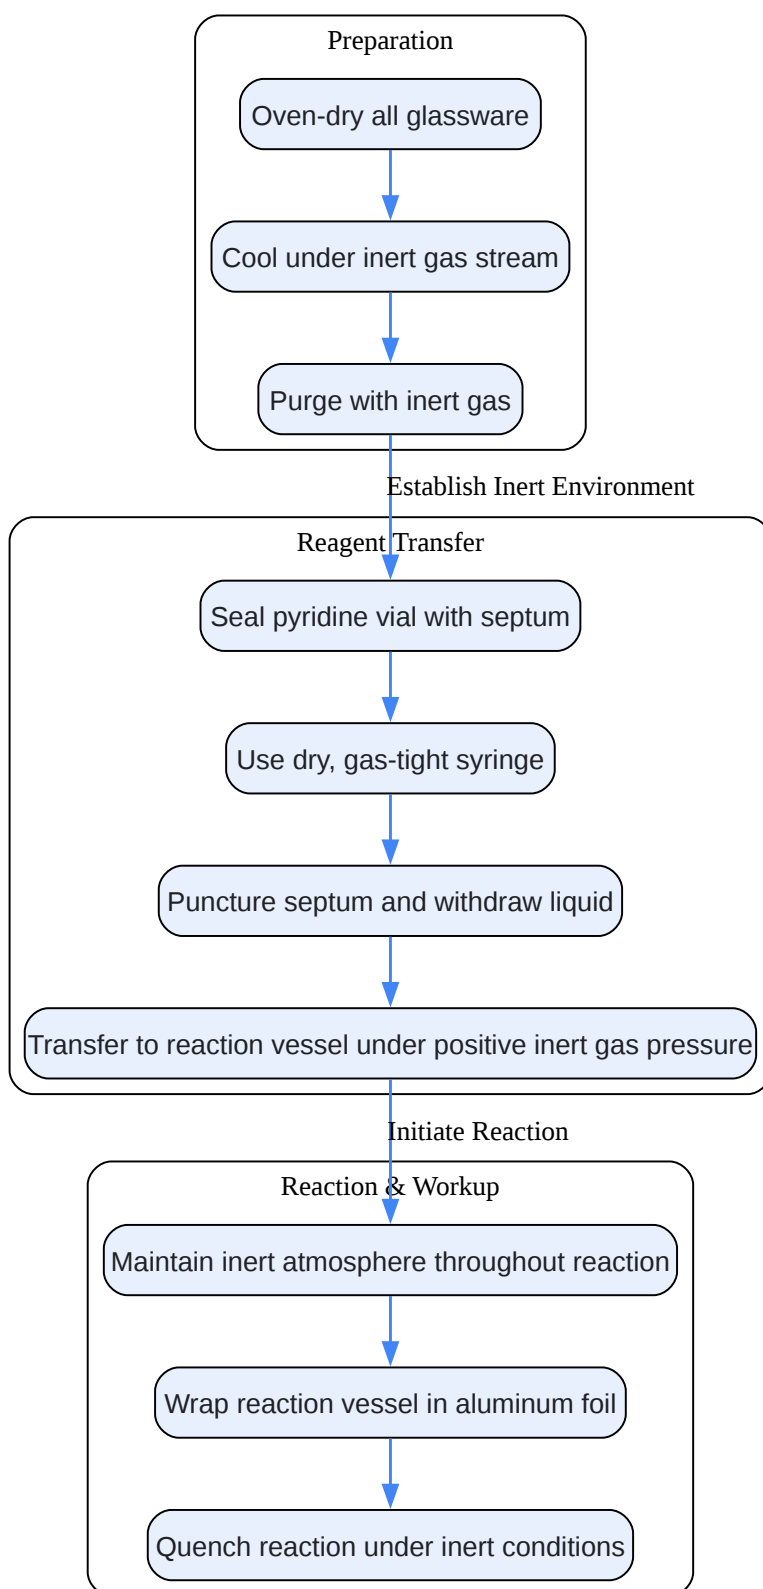 Preparation
Oven-dry all glassware
Cool under inert gas stream
Purge with inert gas
Establish Inert Environment
Reagent Transfer
Seal pyridine vial with septum
Use dry, gas-tight syringe
Puncture septum and withdraw liquid
Transfer to reaction vessel under positive inert gas pressure
Initiate Reaction
Reaction & Workup
Maintain inert atmosphere throughout reaction
Wrap reaction vessel in aluminum foil
Quench reaction under inert conditions